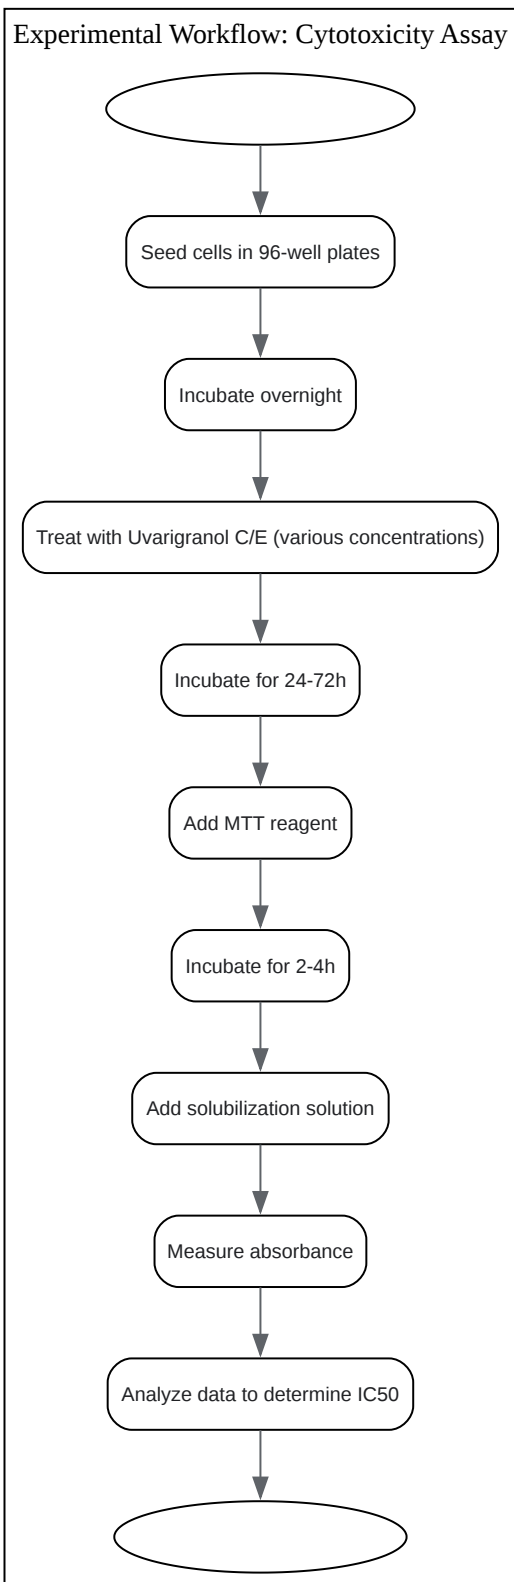 Experimental Workflow: Cytotoxicity Assay
Seed cells in 96-well plates
Incubate overnight
Treat with Uvarigranol C/E (various concentrations)
Incubate for 24-72h
Add MTT reagent
Incubate for 2-4h
Add solubilization solution
Measure absorbance
Analyze data to determine IC50